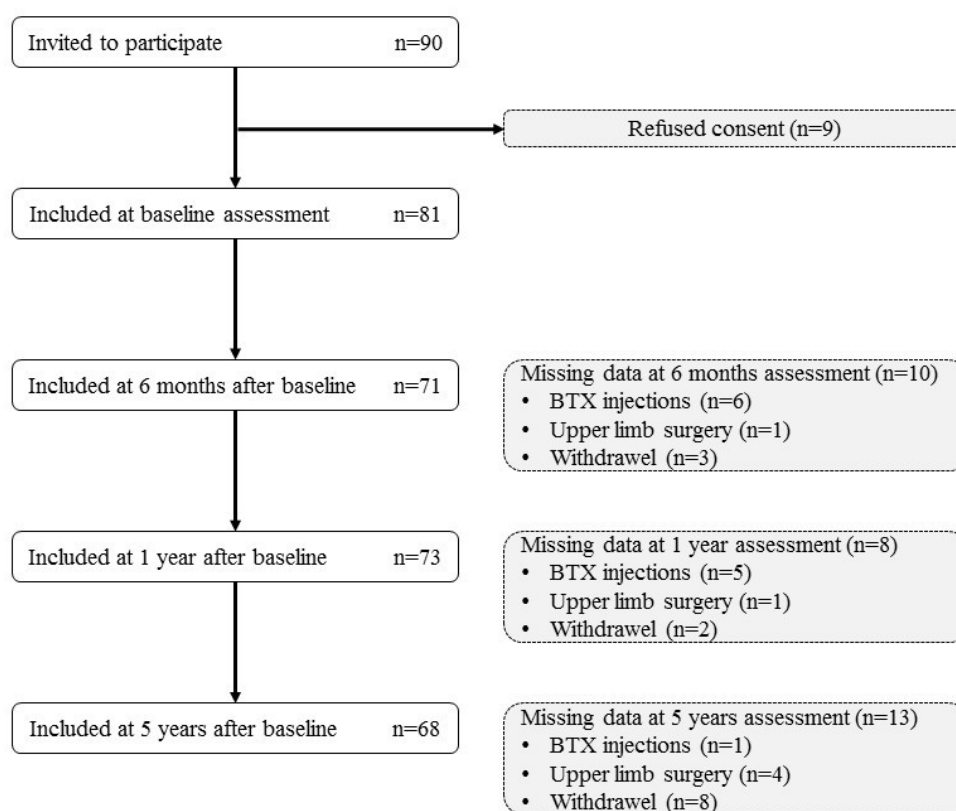 Invited to participate n=90
Refused consent (n=9)
Included at baseline assessment n=81
Included at 6 months after baseline n=71
Missing data at 6 months assessment (n=10)
• BTX injections (n=6)
• Upper limb surgery (n=1)
• Withdrawel (n=3)
Included at 1 year after baseline n=73
Missing data at 1 year assessment (n=8)
• BTX injections (n=5)
• Upper limb surgery (n=1)
• Withdrawel (n=2)
Included at 5 years after baseline n=68
Missing data at 5 years assessment (n=13)
• BTX injections (n=1)
• Upper limb surgery (n=4)
• Withdrawel (n=8)